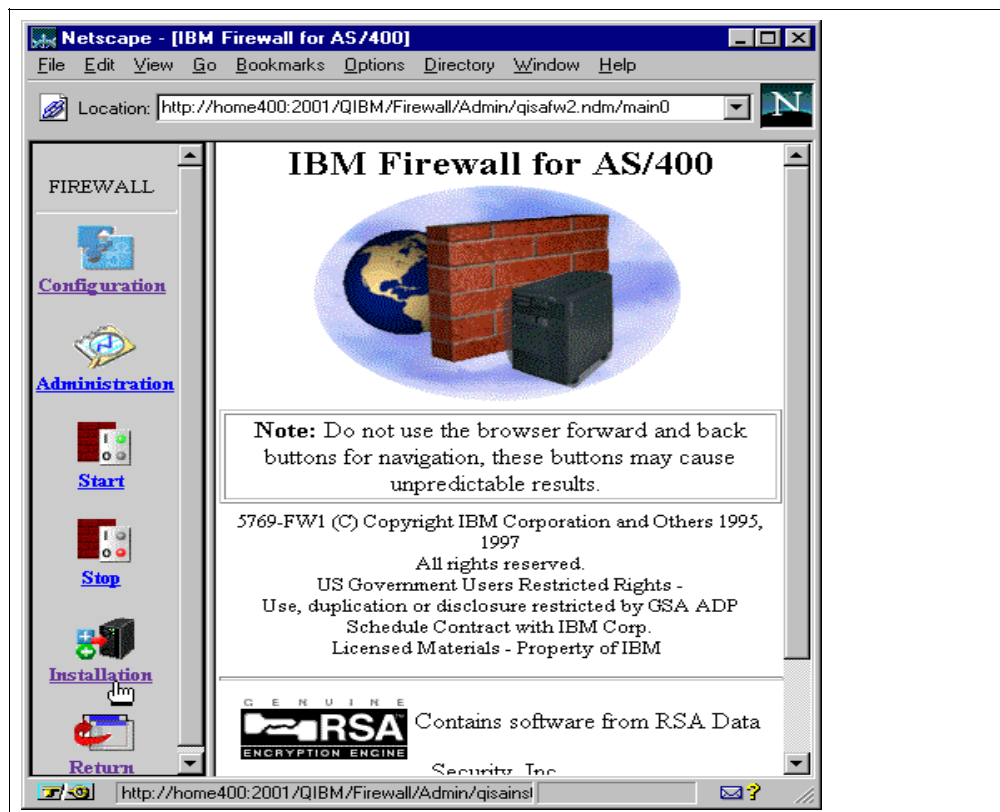 Netscape - [IBM Firewall for AS/400]
File Edit View Go Bookmarks Options Directory Window Help
Location: http://home400:2001/QIBM/Firewall/Admin/qisafw2.ndm/main0
N
FIREWALL
Configuration
Administration
Start
Stop
Installation
Return
IBM Firewall for AS/400
Note: Do not use the browser forward and back
buttons for navigation, these buttons may cause
unpredictable results.
5769-FW1 (C) Copyright IBM Corporation and Others 1995,
1997
All rights reserved.
US Government Users Restricted Rights -
Use, duplication or disclosure restricted by GSA ADP
Schedule Contract with IBM Corp.
Licensed Materials - Property of IBM
GENUINE
RSA
ENCRYPTION ENGINE
Contains software from RSA Data
Security, Inc
http://home400:2001/QIBM/Firewall/Admin/qisains